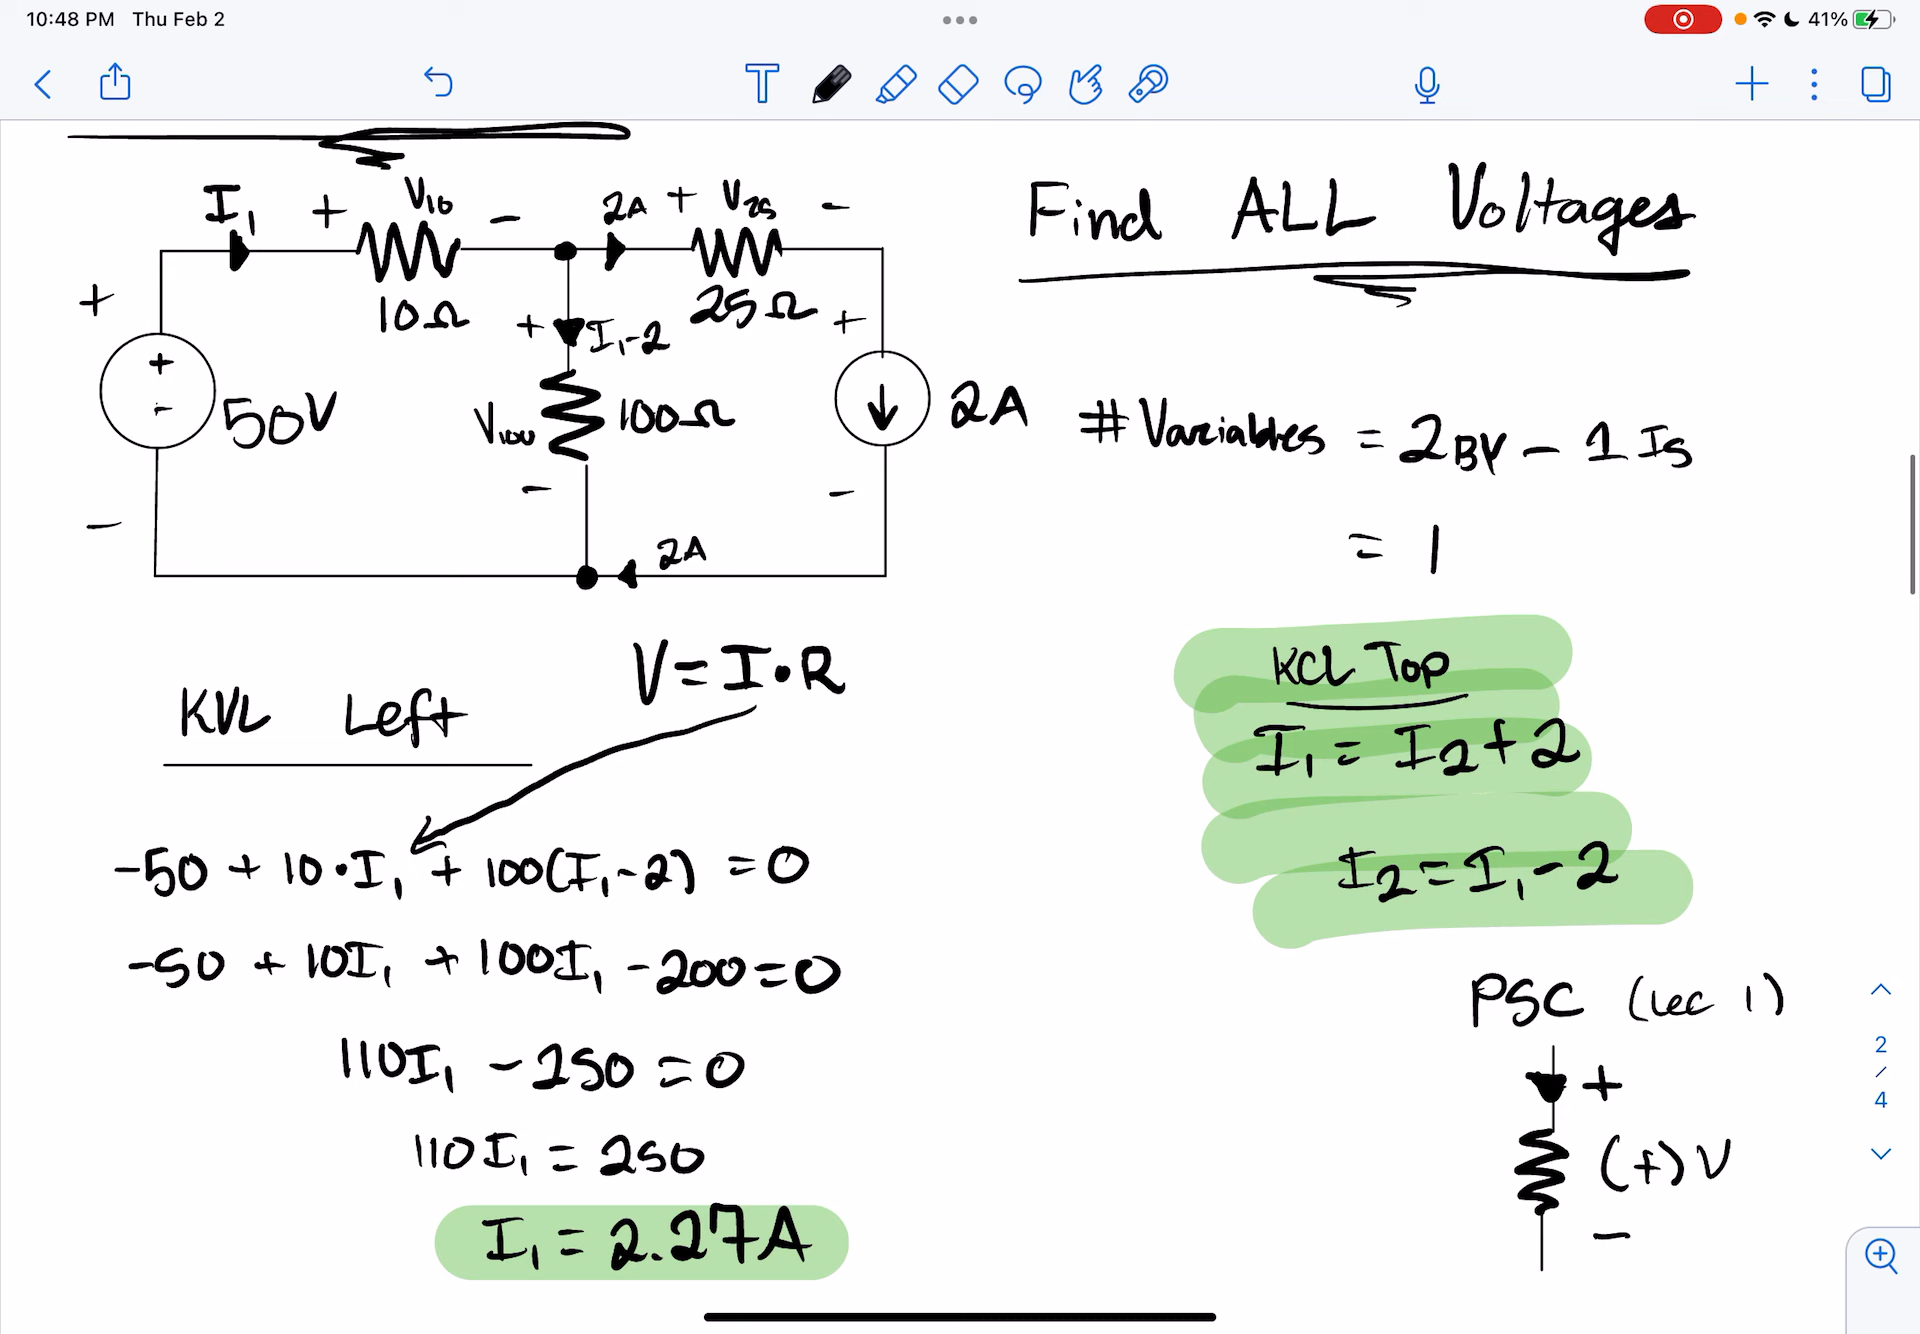 10:48 PM Thu Feb 2
41%
Find ALL Voltages
I₁ + V₁₀ - 2A + V₂₅ -
10Ω
25Ω
+
+ I₁-2
+
+
-
50V
V₁₀₀
100Ω
2A
-
-
-
2A
# Variables = 2 BV - 1 Is
= 1
V = I•R
KVL Left
-50 + 10•I₁ + 100(I₁-2) = 0
-50 + 10I₁ + 100I₁ - 200 = 0
110I₁ - 250 = 0
110I₁ = 250
I₁ = 2.27A
KCL Top
I₁ = I₂ + 2
I₂ = I₁ - 2
PSC (Lec 1)
+
(+) V
-
2
/
4